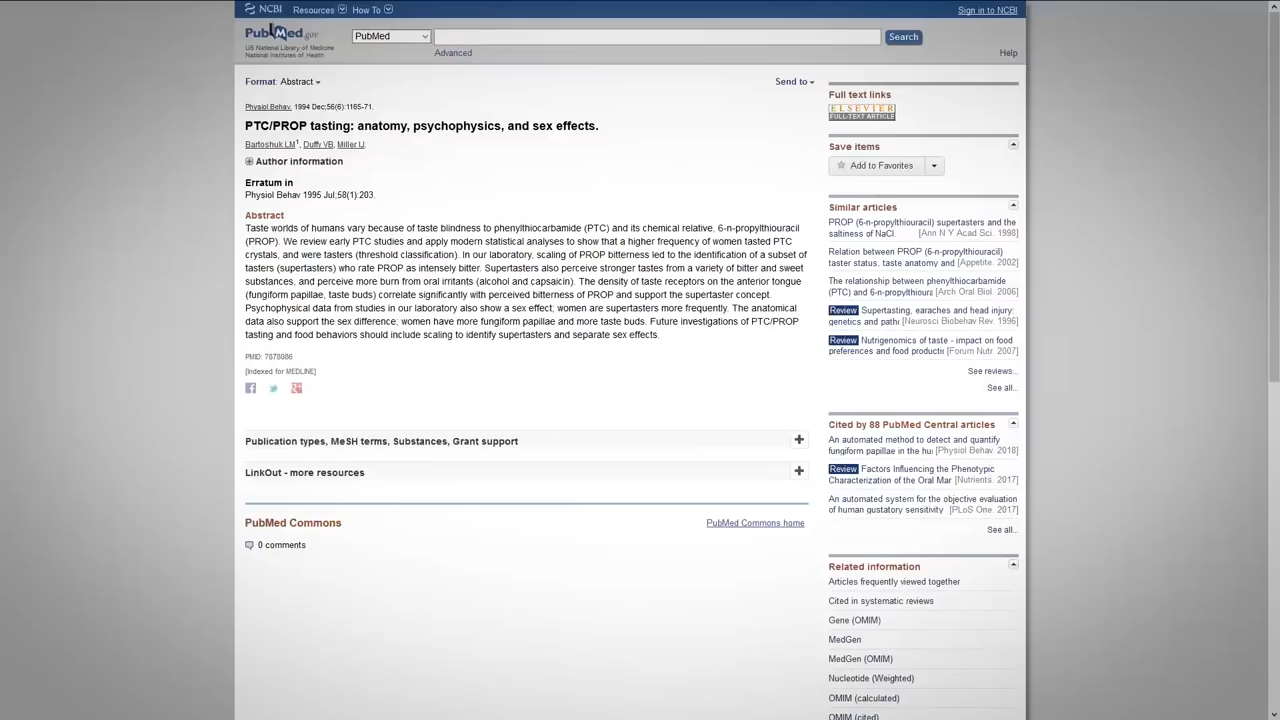 NCBI Resources How To Sign in to NCBI
PubMed.gov
US National Library of Medicine
National Institutes of Health
PubMed
Search
Advanced
Help
Format: Abstract
Send to
Physiol Behav. 1994 Dec;56(6):1165-71.
PTC/PROP tasting: anatomy, psychophysics, and sex effects.
Bartoshuk LM1, Duffy VB, Miller IJ.
Author information
Erratum in
Physiol Behav 1995 Jul;58(1):203.
Abstract
Taste worlds of humans vary because of taste blindness to phenylthiocarbamide (PTC) and its chemical relative, 6-n-propylthiouracil
(PROP). We review early PTC studies and apply modern statistical analyses to show that a higher frequency of women tasted PTC
crystals, and were tasters (threshold classification). In our laboratory, scaling of PROP bitterness led to the identification of a subset of
tasters (supertasters) who rate PROP as intensely bitter. Supertasters also perceive stronger tastes from a variety of bitter and sweet
substances, and perceive more burn from oral irritants (alcohol and capsaicin). The density of taste receptors on the anterior tongue
(fungiform papillae, taste buds) correlate significantly with perceived bitterness of PROP and support the supertaster concept.
Psychophysical data from studies in our laboratory also show a sex effect; women are supertasters more frequently. The anatomical
data also support the sex difference; women have more fungiform papillae and more taste buds. Future investigations of PTC/PROP
tasting and food behaviors should include scaling to identify supertasters and separate sex effects.
PMID: 7878086
[Indexed for MEDLINE]
Publication types, MeSH terms, Substances, Grant support
LinkOut - more resources
PubMed Commons
PubMed Commons home
0 comments
Full text links
ELSEVIER
FULL-TEXT ARTICLE
Save items
Add to Favorites
Similar articles
PROP (6-n-propylthiouracil) supertasters and the
saltiness of NaCl. [Ann N Y Acad Sci. 1998]
Relation between PROP (6-n-propylthiouracil)
taster status, taste anatomy and [Appetite. 2002]
The relationship between phenylthiocarbamide
(PTC) and 6-n-propylthioura [Arch Oral Biol. 2006]
Review Supertasting, earaches and head injury:
genetics and path [Neurosci Biobehav Rev. 1996]
Review Nutrigenomics of taste - impact on food
preferences and food producti [Forum Nutr. 2007]
See reviews...
See all...
Cited by 88 PubMed Central articles
An automated method to detect and quantify
fungiform papillae in the hu [Physiol Behav. 2018]
Review Factors Influencing the Phenotypic
Characterization of the Oral Mar [Nutrients. 2017]
An automated system for the objective evaluation
of human gustatory sensitivity [PLoS One. 2017]
See all...
Related information
Articles frequently viewed together
Cited in systematic reviews
Gene (OMIM)
MedGen
MedGen (OMIM)
Nucleotide (Weighted)
OMIM (calculated)
OMIM (cited)